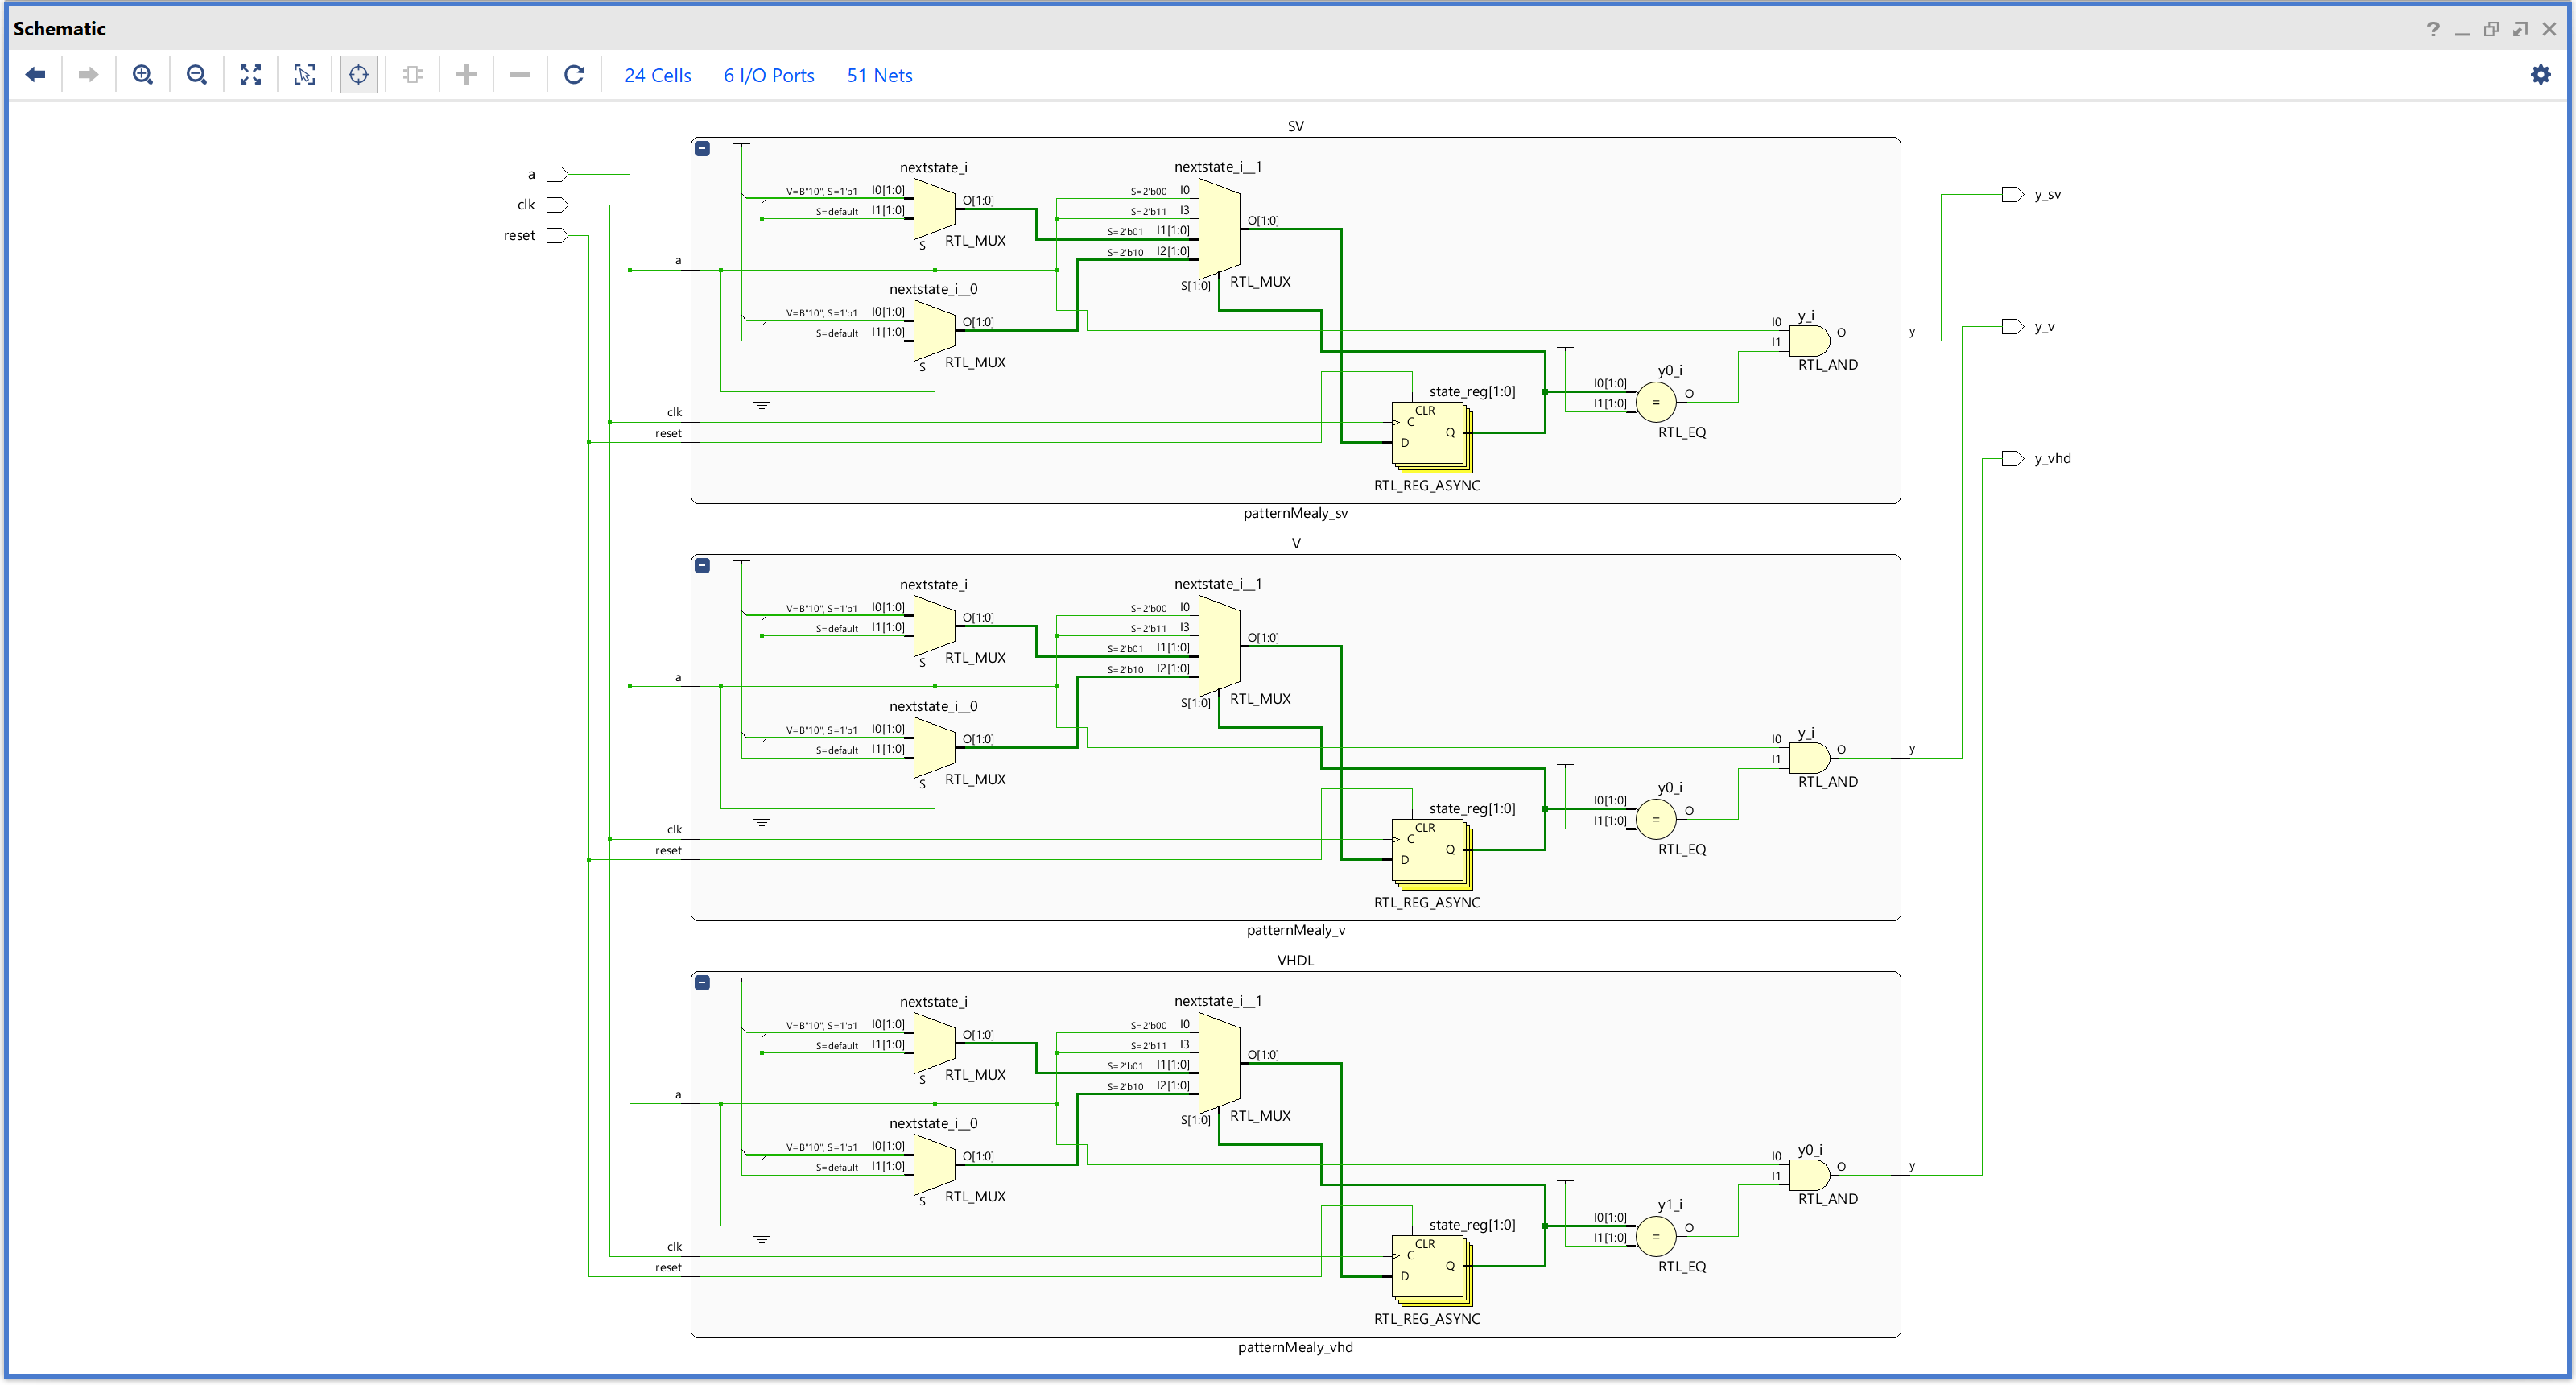 Schematic
24 Cells 6 I/O Ports 51 Nets
a
clk
reset
SV
nextstate_i
V=B"10", S=1'b1 I0[1:0]
S=default I1[1:0]
O[1:0]
S
RTL_MUX
nextstate_i__1
S=2'b00 I0
S=2'b11 I3
S=2'b01 I1[1:0]
S=2'b10 I2[1:0]
O[1:0]
S[1:0]
RTL_MUX
a
nextstate_i__0
V=B"10", S=1'b1 I0[1:0]
S=default I1[1:0]
O[1:0]
S
RTL_MUX
clk
reset
state_reg[1:0]
CLR
C
D
Q
RTL_REG_ASYNC
y0_i
I0[1:0]
I1[1:0]
=
O
RTL_EQ
y_i
I0
I1
O
RTL_AND
y
patternMealy_sv
V
nextstate_i
V=B"10", S=1'b1 I0[1:0]
S=default I1[1:0]
O[1:0]
S
RTL_MUX
nextstate_i__1
S=2'b00 I0
S=2'b11 I3
S=2'b01 I1[1:0]
S=2'b10 I2[1:0]
O[1:0]
S[1:0]
RTL_MUX
a
nextstate_i__0
V=B"10", S=1'b1 I0[1:0]
S=default I1[1:0]
O[1:0]
S
RTL_MUX
clk
reset
state_reg[1:0]
CLR
C
D
Q
RTL_REG_ASYNC
y0_i
I0[1:0]
I1[1:0]
=
O
RTL_EQ
y_i
I0
I1
O
RTL_AND
y
patternMealy_v
VHDL
nextstate_i
V=B"10", S=1'b1 I0[1:0]
S=default I1[1:0]
O[1:0]
S
RTL_MUX
nextstate_i__1
S=2'b00 I0
S=2'b11 I3
S=2'b01 I1[1:0]
S=2'b10 I2[1:0]
O[1:0]
S[1:0]
RTL_MUX
a
nextstate_i__0
V=B"10", S=1'b1 I0[1:0]
S=default I1[1:0]
O[1:0]
S
RTL_MUX
clk
reset
state_reg[1:0]
CLR
C
D
Q
RTL_REG_ASYNC
y1_i
I0[1:0]
I1[1:0]
=
O
RTL_EQ
y0_i
I0
I1
O
RTL_AND
y
patternMealy_vhd
y_sv
y_v
y_vhd